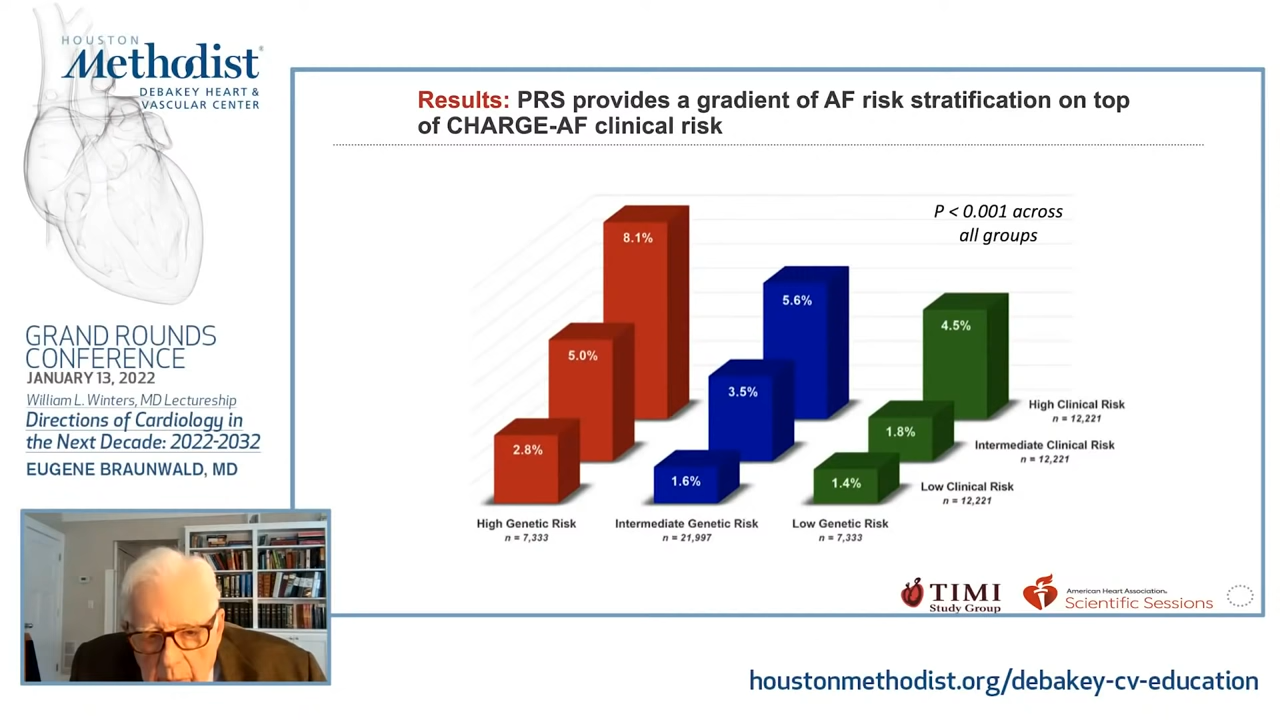 HOUSTON
Methodist®
DEBAKEY HEART &
VASCULAR CENTER
GRAND ROUNDS
CONFERENCE
JANUARY 13, 2022
William L. Winters, MD Lectureship
Directions of Cardiology in
the Next Decade: 2022-2032
EUGENE BRAUNWALD, MD
Results: PRS provides a gradient of AF risk stratification on top
of CHARGE-AF clinical risk
P < 0.001 across
all groups
8.1%
5.6%
4.5%
5.0%
3.5%
1.8%
2.8%
1.6%
1.4%
High Clinical Risk
n = 12,221
Intermediate Clinical Risk
n = 12,221
Low Clinical Risk
n = 12,221
High Genetic Risk
n = 7,333
Intermediate Genetic Risk
n = 21,997
Low Genetic Risk
n = 7,333
TIMI
Study Group
American Heart Association.
Scientific Sessions
houstonmethodist.org/debakey-cv-education